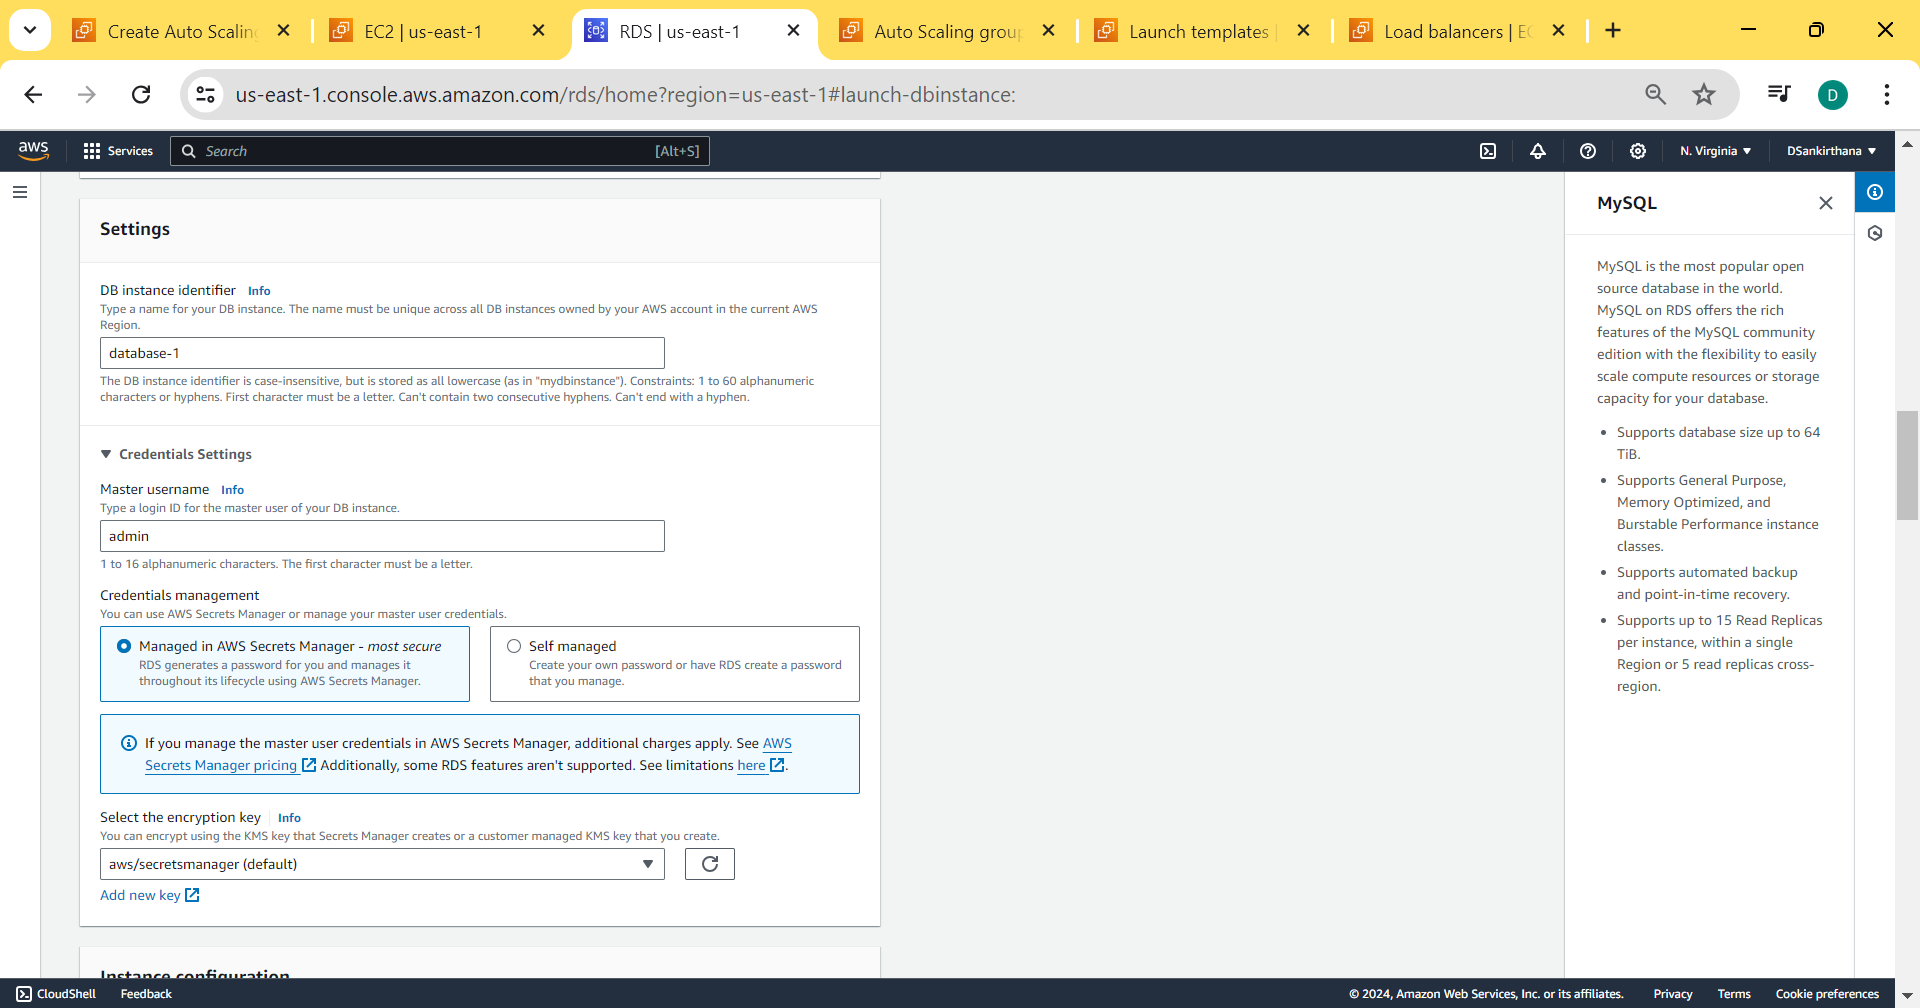 Create Auto Scaling
EC2 | us-east-1
RDS | us-east-1
Auto Scaling grou
Launch templates |
Load balancers | EC
us-east-1.console.aws.amazon.com/rds/home?region=us-east-1#launch-dbinstance:
D
aws
Services
Search
[Alt+S]
N. Virginia
DSankirthana
Settings
DB instance identifier Info
Type a name for your DB instance. The name must be unique across all DB instances owned by your AWS account in the current AWS
Region.
database-1
The DB instance identifier is case-insensitive, but is stored as all lowercase (as in "mydbinstance"). Constraints: 1 to 60 alphanumeric
characters or hyphens. First character must be a letter. Can't contain two consecutive hyphens. Can't end with a hyphen.
Credentials Settings
Master username Info
Type a login ID for the master user of your DB instance.
admin
1 to 16 alphanumeric characters. The first character must be a letter.
Credentials management
You can use AWS Secrets Manager or manage your master user credentials.
Managed in AWS Secrets Manager - most secure
RDS generates a password for you and manages it
throughout its lifecycle using AWS Secrets Manager.
Self managed
Create your own password or have RDS create a password
that you manage.
If you manage the master user credentials in AWS Secrets Manager, additional charges apply. See AWS
Secrets Manager pricing Additionally, some RDS features aren't supported. See limitations here .
Select the encryption key Info
You can encrypt using the KMS key that Secrets Manager creates or a customer managed KMS key that you create.
aws/secretsmanager (default)
Add new key
Instance configuration
MySQL
MySQL is the most popular open
source database in the world.
MySQL on RDS offers the rich
features of the MySQL community
edition with the flexibility to easily
scale compute resources or storage
capacity for your database.
• Supports database size up to 64
TiB.
• Supports General Purpose,
Memory Optimized, and
Burstable Performance instance
classes.
• Supports automated backup
and point-in-time recovery.
• Supports up to 15 Read Replicas
per instance, within a single
Region or 5 read replicas cross-
region.
CloudShell
Feedback
© 2024, Amazon Web Services, Inc. or its affiliates.
Privacy
Terms
Cookie preferences